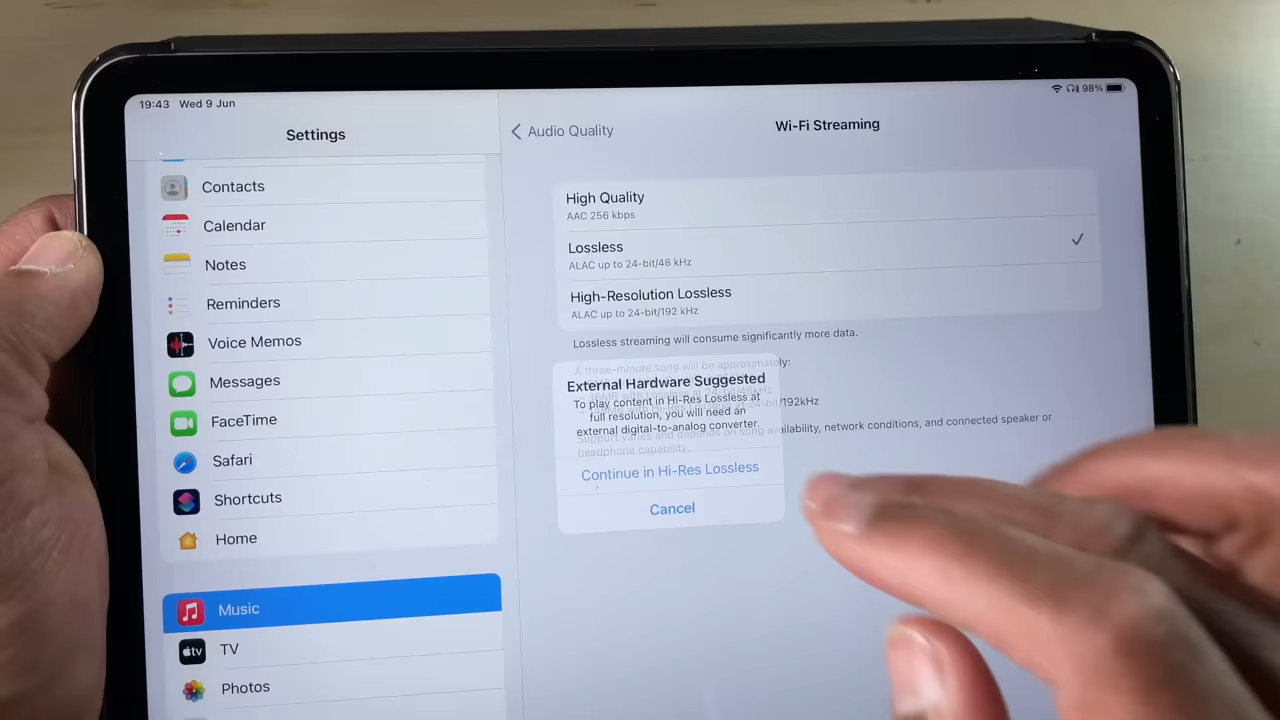 19:43 Wed 9 Jun
98%
Settings
Contacts
Calendar
Notes
Reminders
Voice Memos
Messages
FaceTime
Safari
Shortcuts
Home
Music
tv
TV
Photos
Audio Quality
Wi-Fi Streaming
High Quality
AAC 256 kbps
Lossless
ALAC up to 24-bit/48 kHz
High-Resolution Lossless
ALAC up to 24-bit/192 kHz
Lossless streaming will consume significantly more data.
A three-minute song will be approximately:
24-bit/192kHz
Support varies and depends on song availability, network conditions, and connected speaker or
headphone capability.
External Hardware Suggested
To play content in Hi-Res Lossless at
full resolution, you will need an
external digital-to-analog converter.
Continue in Hi-Res Lossless
Cancel